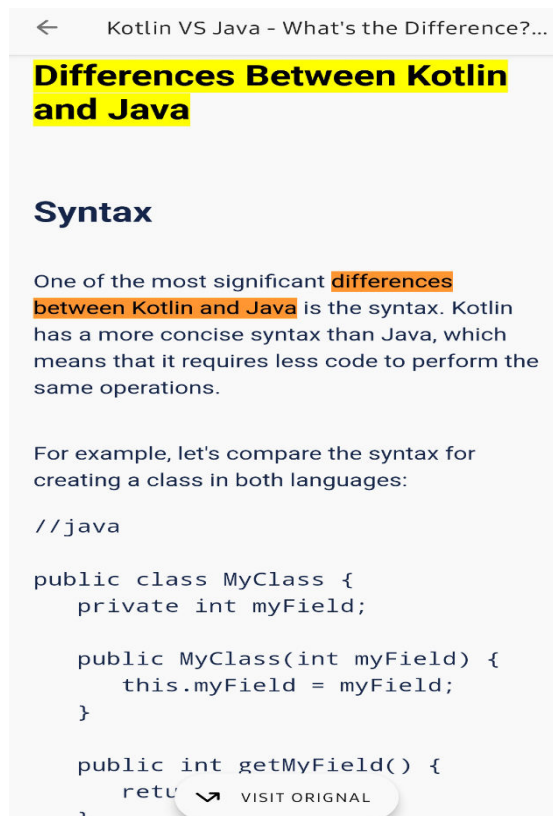 Kotlin VS Java - What's the Difference?...
Differences Between Kotlin
and Java
Syntax
One of the most significant differences
between Kotlin and Java is the syntax. Kotlin
has a more concise syntax than Java, which
means that it requires less code to perform the
same operations.
For example, let's compare the syntax for
creating a class in both languages:
//java
public class MyClass {
private int myField;
public MyClass(int myField) {
this.myField = myField;
}
public int getMyField() {
retu
VISIT ORIGNAL
}